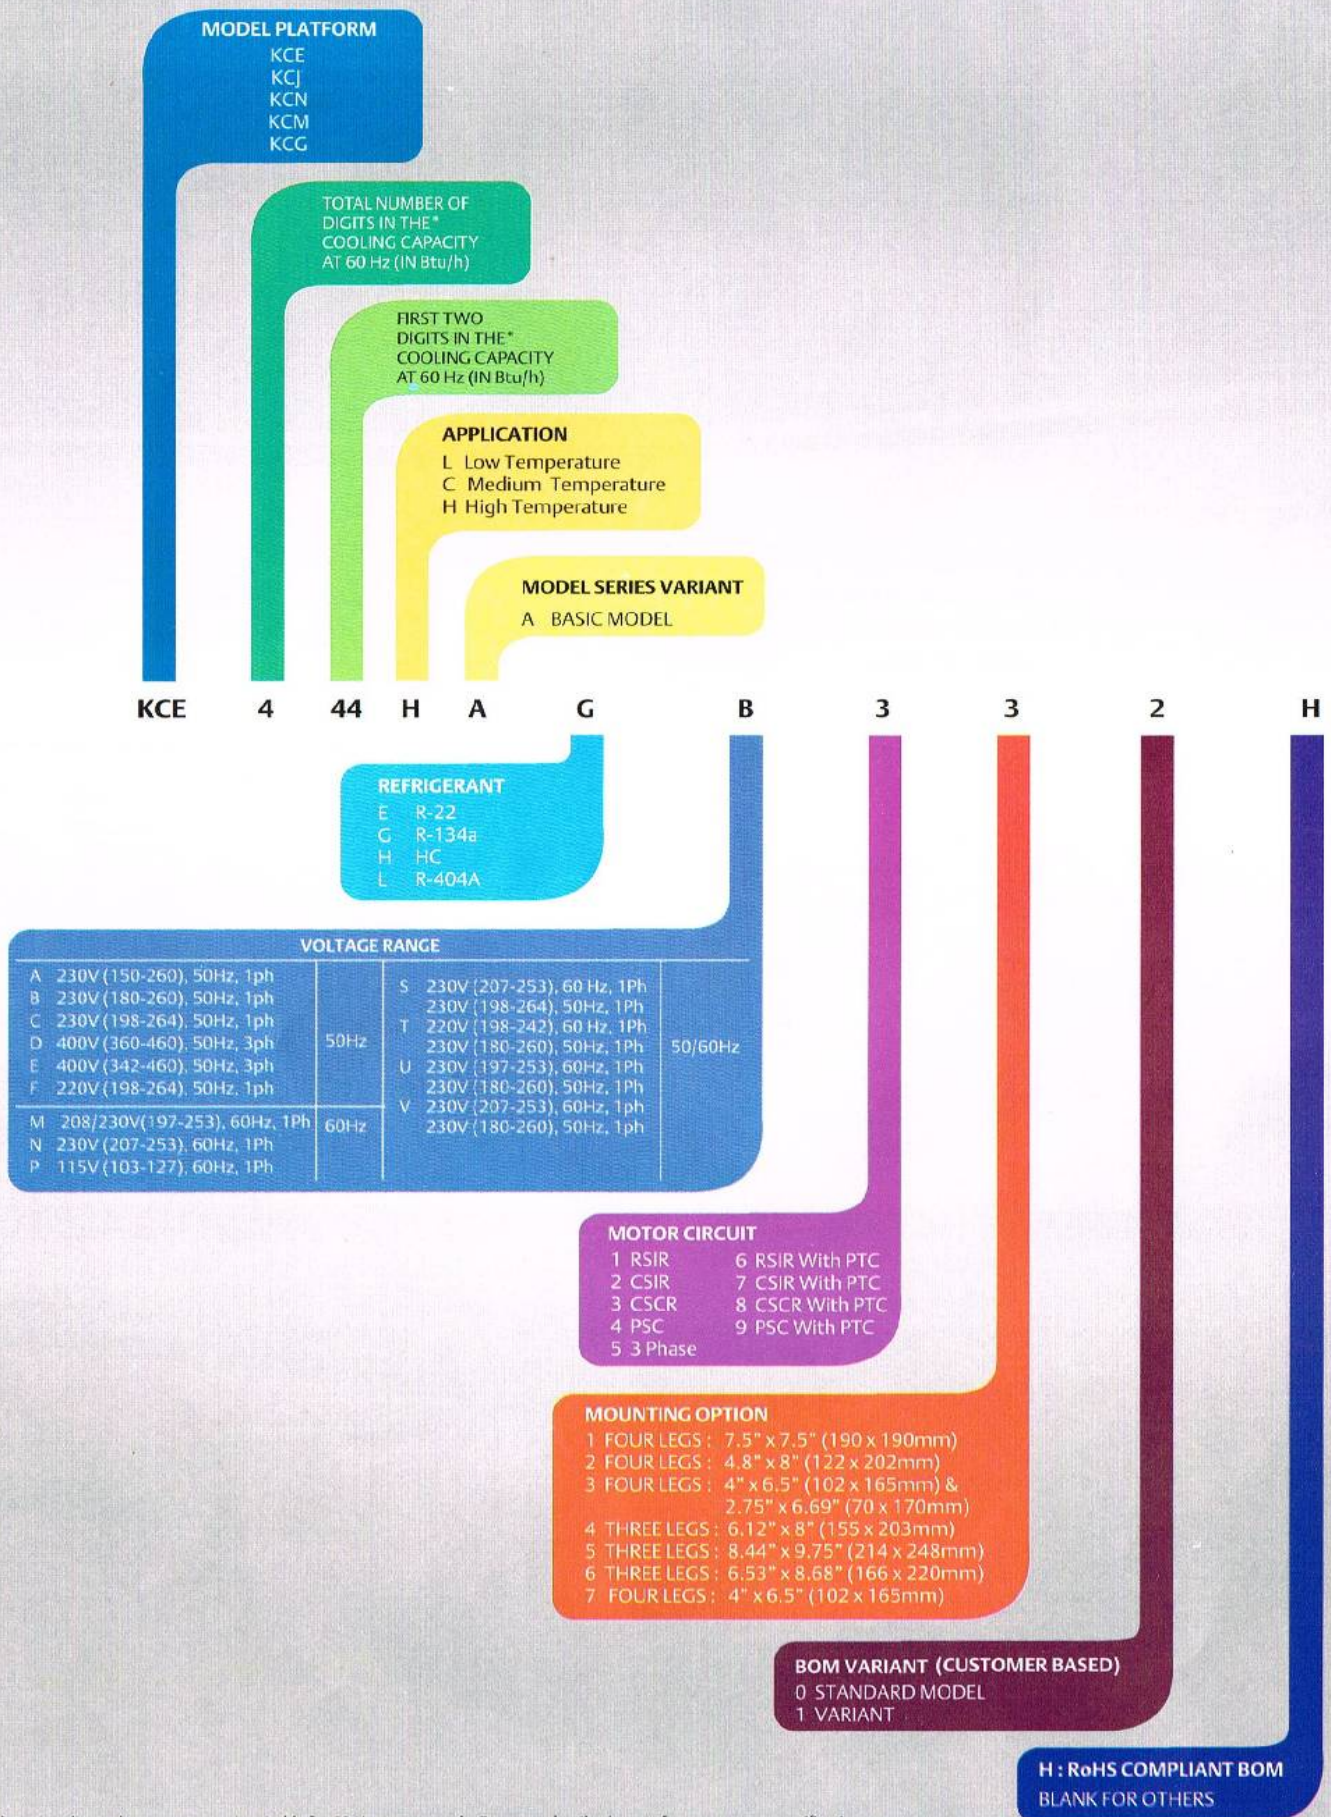 MODEL PLATFORM
KCE
KCJ
KCN
KCM
KCG
TOTAL NUMBER OF
DIGITS IN THE*
COOLING CAPACITY
AT 60 Hz (IN Btu/h)
FIRST TWO
DIGITS IN THE*
COOLING CAPACITY
AT 60 Hz (IN Btu/h)
APPLICATION
L Low Temperature
C Medium Temperature
H High Temperature
MODEL SERIES VARIANT
A BASIC MODEL
KCE 4 44 H A G B 3 3 2 H
REFRIGERANT
E R-22
G R-134a
H HC
L R-404A
VOLTAGE RANGE
A 230V (150-260), 50Hz, 1ph
B 230V (180-260), 50Hz, 1ph
C 230V (198-264), 50Hz, 1ph
D 400V (360-460), 50Hz, 3ph
E 400V (342-460), 50Hz, 3ph
F 220V (198-264), 50Hz, 1ph
50Hz
M 208/230V(197-253), 60Hz, 1Ph
N 230V (207-253), 60Hz, 1Ph
P 115V (103-127), 60Hz, 1Ph
60Hz
S 230V (207-253), 60 Hz, 1Ph
230V (198-264), 50Hz, 1Ph
T 220V (198-242), 60 Hz, 1Ph
230V (180-260), 50Hz, 1Ph
U 230V (197-253), 60Hz, 1Ph
230V (180-260), 50Hz, 1Ph
V 230V (207-253), 60Hz, 1ph
230V (180-260), 50Hz, 1ph
50/60Hz
MOTOR CIRCUIT
1 RSIR 6 RSIR With PTC
2 CSIR 7 CSIR With PTC
3 CSCR 8 CSCR With PTC
4 PSC 9 PSC With PTC
5 3 Phase
MOUNTING OPTION
1 FOUR LEGS : 7.5" x 7.5" (190 x 190mm)
2 FOUR LEGS : 4.8" x 8" (122 x 202mm)
3 FOUR LEGS : 4" x 6.5" (102 x 165mm) &
2.75" x 6.69" (70 x 170mm)
4 THREE LEGS : 6.12" x 8" (155 x 203mm)
5 THREE LEGS : 8.44" x 9.75" (214 x 248mm)
6 THREE LEGS : 6.53" x 8.68" (166 x 220mm)
7 FOUR LEGS : 4" x 6.5" (102 x 165mm)
BOM VARIANT (CUSTOMER BASED)
0 STANDARD MODEL
1 VARIANT
H : RoHS COMPLIANT BOM
BLANK FOR OTHERS